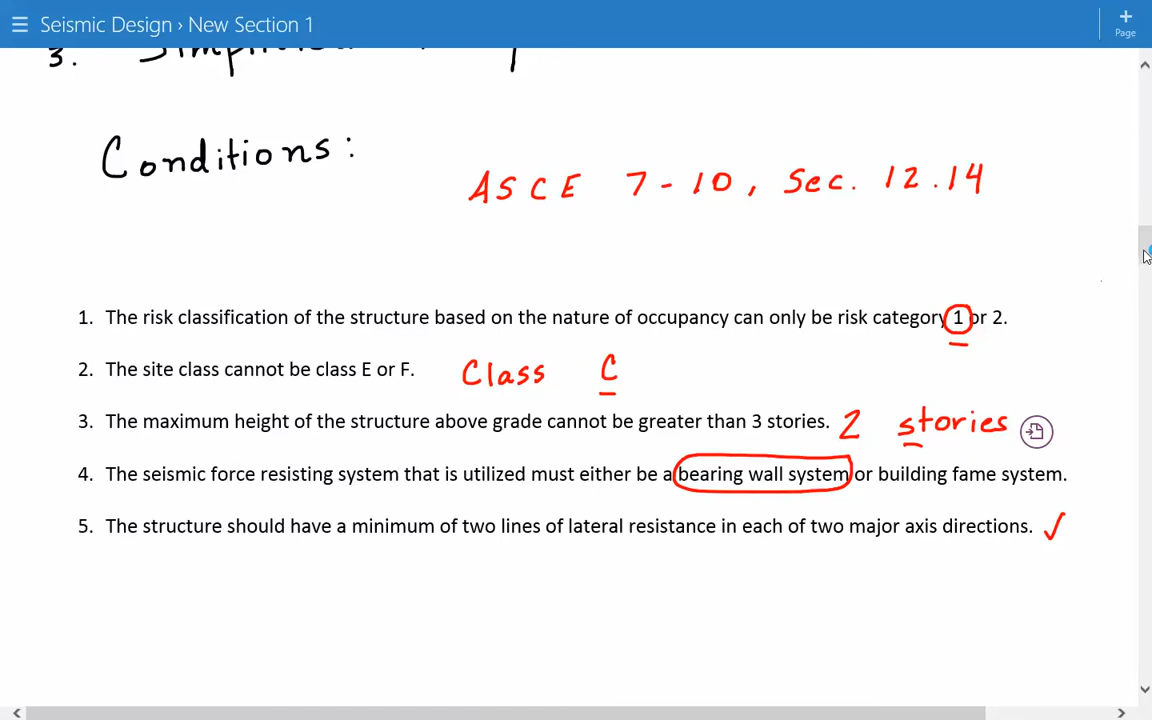 Seismic Design › New Section 1
Page
3.
Conditions:
ASCE 7-10, Sec. 12.14
1. The risk classification of the structure based on the nature of occupancy can only be risk category 1 or 2.
2. The site class cannot be class E or F. Class C
3. The maximum height of the structure above grade cannot be greater than 3 stories. 2 stories
4. The seismic force resisting system that is utilized must either be a bearing wall system or building fame system.
5. The structure should have a minimum of two lines of lateral resistance in each of two major axis directions. ✓